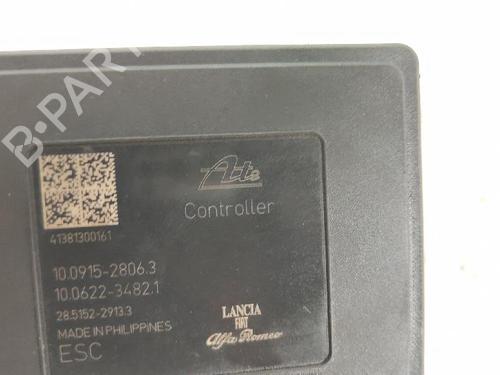 B-PARTS
Ate
Controller
41381300161
10.0915-2806.3
10.0622-3482.1
28.5152-2913.3
MADE IN PHILIPPINES
ESC
LANCIA
FIAT
Alfa Romeo